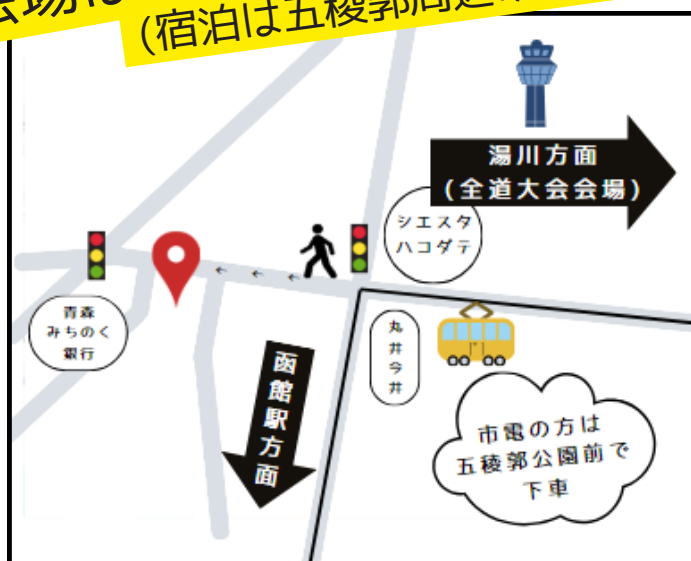 会場は
(宿泊は五稜郭周辺
湯川方面
(全道大会会場)
シエスタ
ハコダテ
青森
みちのく
銀行
丸井今井
函館駅方面
市電の方は
五稜郭公園前で
下車